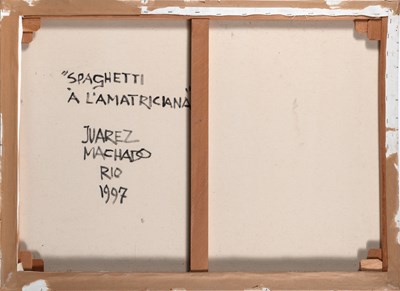 "SPAGHETTI
À L'AMATRICIANA"
JUAREZ
MACHADO
RIO
1997